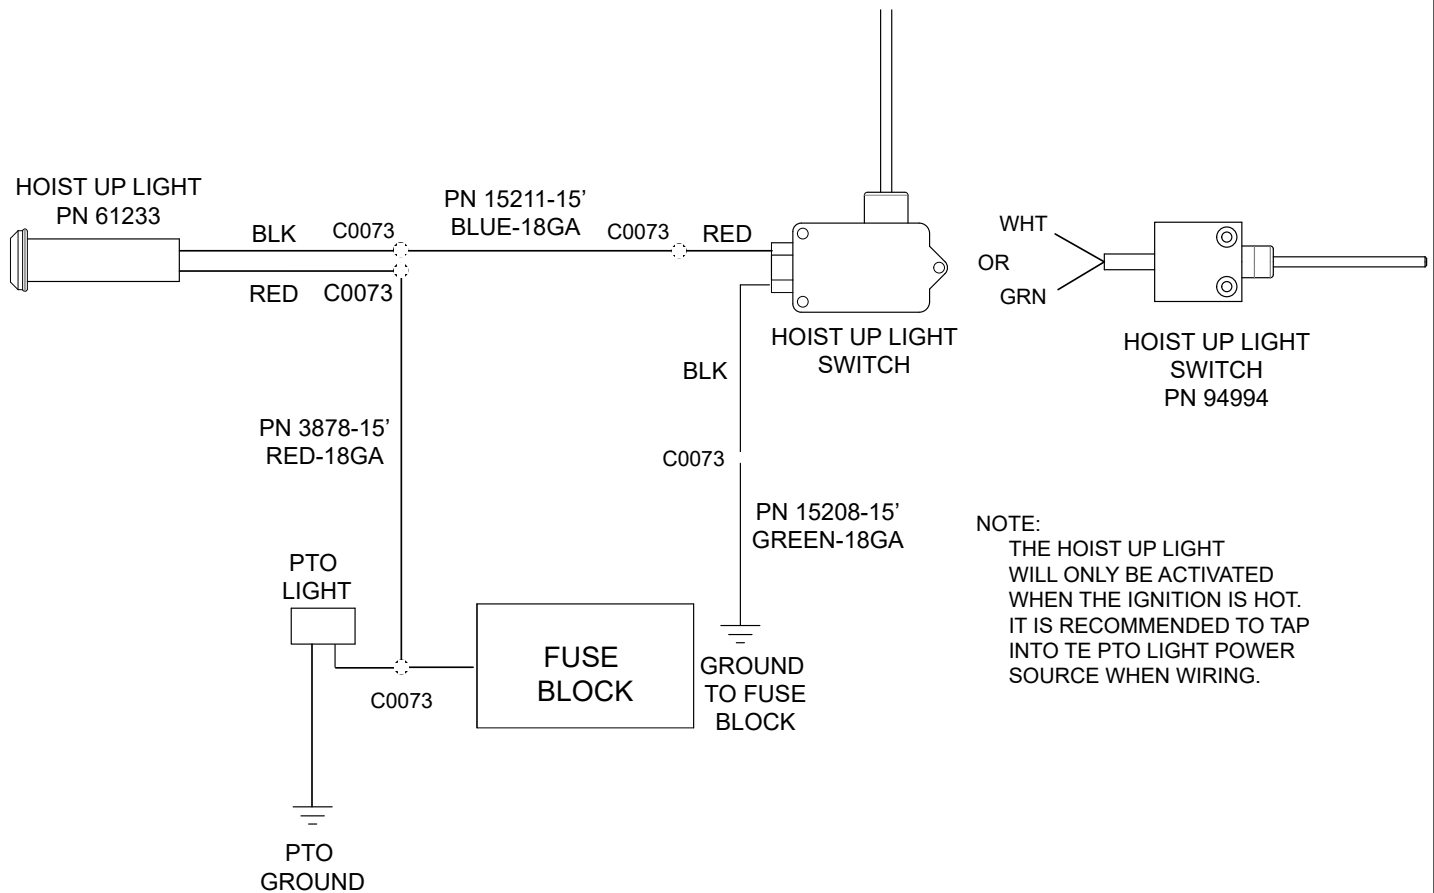 HOIST UP LIGHT
PN 61233
BLK
C0073
RED
C0073
PN 15211-15’
BLUE-18GA
C0073
RED
HOIST UP LIGHT
SWITCH
WHT
OR
GRN
HOIST UP LIGHT
SWITCH
PN 94994
BLK
C0073
PN 3878-15’
RED-18GA
PN 15208-15’
GREEN-18GA
NOTE:
THE HOIST UP LIGHT
WILL ONLY BE ACTIVATED
WHEN THE IGNITION IS HOT.
IT IS RECOMMENDED TO TAP
INTO TE PTO LIGHT POWER
SOURCE WHEN WIRING.
PTO
LIGHT
C0073
FUSE
BLOCK
GROUND
TO FUSE
BLOCK
PTO
GROUND